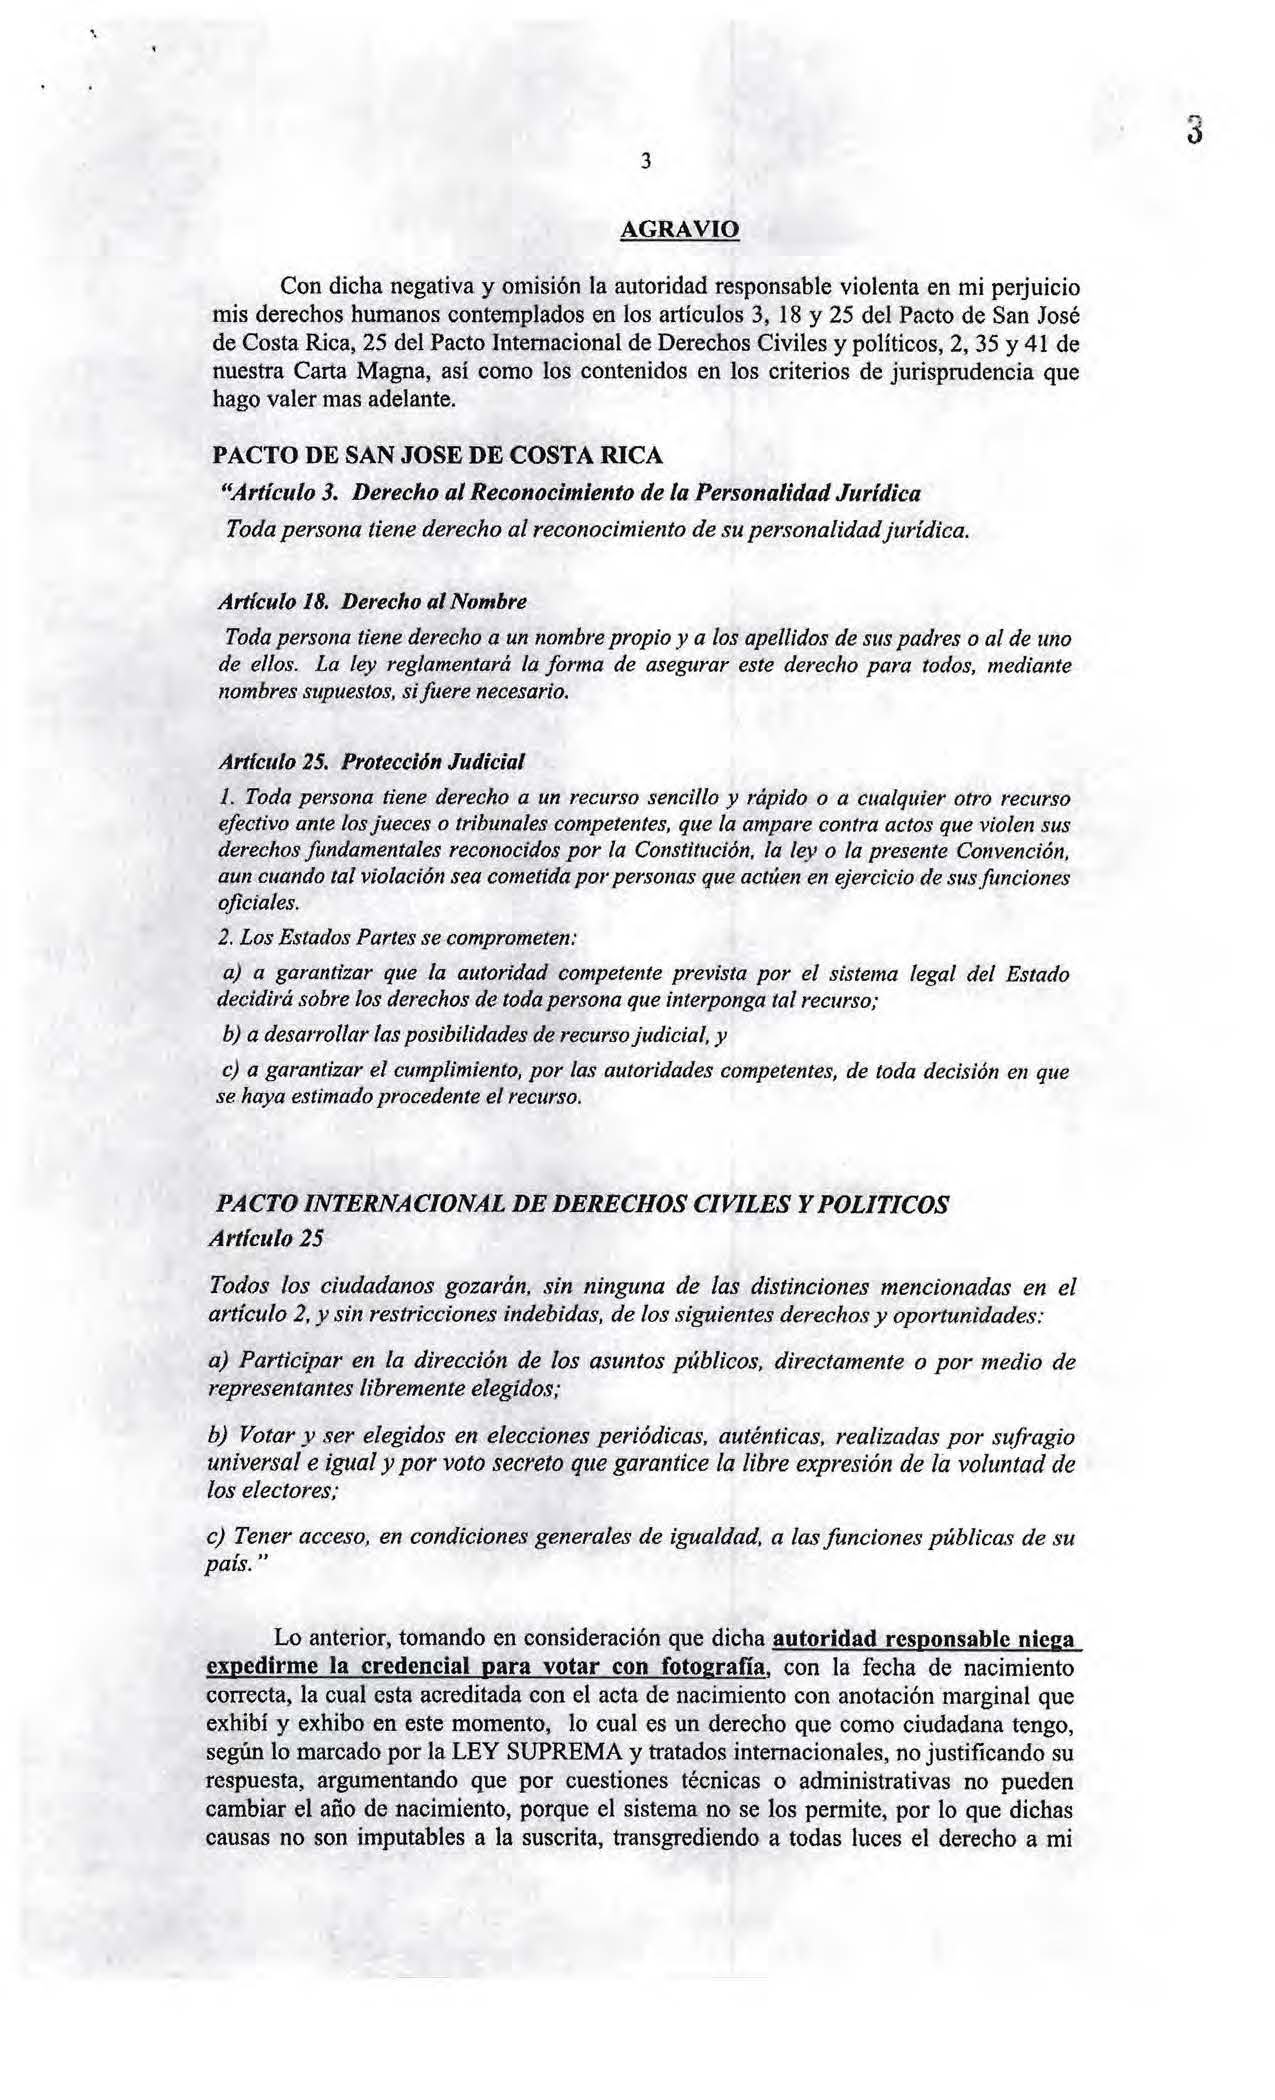 3
3
AGRAVIO
Con dicha negativa y omisión la autoridad responsable violenta en mi perjuicio
mis derechos humanos contemplados en los artículos 3, 18 y 25 del Pacto de San José
de Costa Rica, 25 del Pacto Internacional de Derechos Civiles y políticos, 2, 35 y 41 de
nuestra Carta Magna, así como los contenidos en los criterios de jurisprudencia que
hago valer mas adelante.
PACTO DE SAN JOSE DE COSTA RICA
“Artículo 3. Derecho al Reconocimiento de la Personalidad Jurídica
Toda persona tiene derecho al reconocimiento de su personalidad jurídica.
Artículo 18. Derecho al Nombre
Toda persona tiene derecho a un nombre propio y a los apellidos de sus padres o al de uno
de ellos. La ley reglamentará la forma de asegurar este derecho para todos, mediante
nombres supuestos, si fuere necesario.
Artículo 25. Protección Judicial
1. Toda persona tiene derecho a un recurso sencillo y rápido o a cualquier otro recurso
efectivo ante los jueces o tribunales competentes, que la ampare contra actos que violen sus
derechos fundamentales reconocidos por la Constitución, la ley o la presente Convención,
aun cuando tal violación sea cometida por personas que actúen en ejercicio de sus funciones
oficiales.
2. Los Estados Partes se comprometen:
a) a garantizar que la autoridad competente prevista por el sistema legal del Estado
decidirá sobre los derechos de toda persona que interponga tal recurso;
b) a desarrollar las posibilidades de recurso judicial, y
c) a garantizar el cumplimiento, por las autoridades competentes, de toda decisión en que
se haya estimado procedente el recurso.
PACTO INTERNACIONAL DE DERECHOS CIVILES Y POLITICOS
Artículo 25
Todos los ciudadanos gozarán, sin ninguna de las distinciones mencionadas en el
artículo 2, y sin restricciones indebidas, de los siguientes derechos y oportunidades:
a) Participar en la dirección de los asuntos públicos, directamente o por medio de
representantes libremente elegidos;
b) Votar y ser elegidos en elecciones periódicas, auténticas, realizadas por sufragio
universal e igual y por voto secreto que garantice la libre expresión de la voluntad de
los electores;
c) Tener acceso, en condiciones generales de igualdad, a las funciones públicas de su
país.”
Lo anterior, tomando en consideración que dicha autoridad responsable niega
expedirme la credencial para votar con fotografía, con la fecha de nacimiento
correcta, la cual esta acreditada con el acta de nacimiento con anotación marginal que
exhibí y exhibo en este momento, lo cual es un derecho que como ciudadana tengo,
según lo marcado por la LEY SUPREMA y tratados internacionales, no justificando su
respuesta, argumentando que por cuestiones técnicas o administrativas no pueden
cambiar el año de nacimiento, porque el sistema no se los permite, por lo que dichas
causas no son imputables a la suscrita, transgrediendo a todas luces el derecho a mi